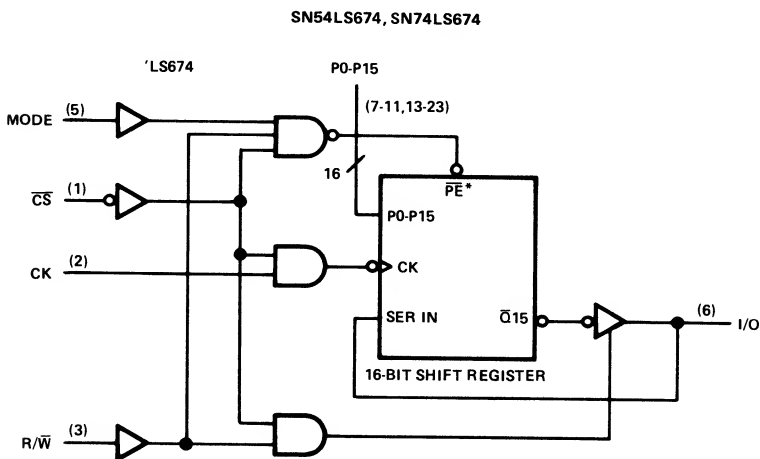 SN54LS674, SN74LS674
'LS674
P0-P15
(7-11,13-23)
MODE
(5)
16
PE*
CS
(1)
P0-P15
CK
(2)
CK
SER IN
Q̅15
(6)
I/O
16-BIT SHIFT REGISTER
R/W̅
(3)